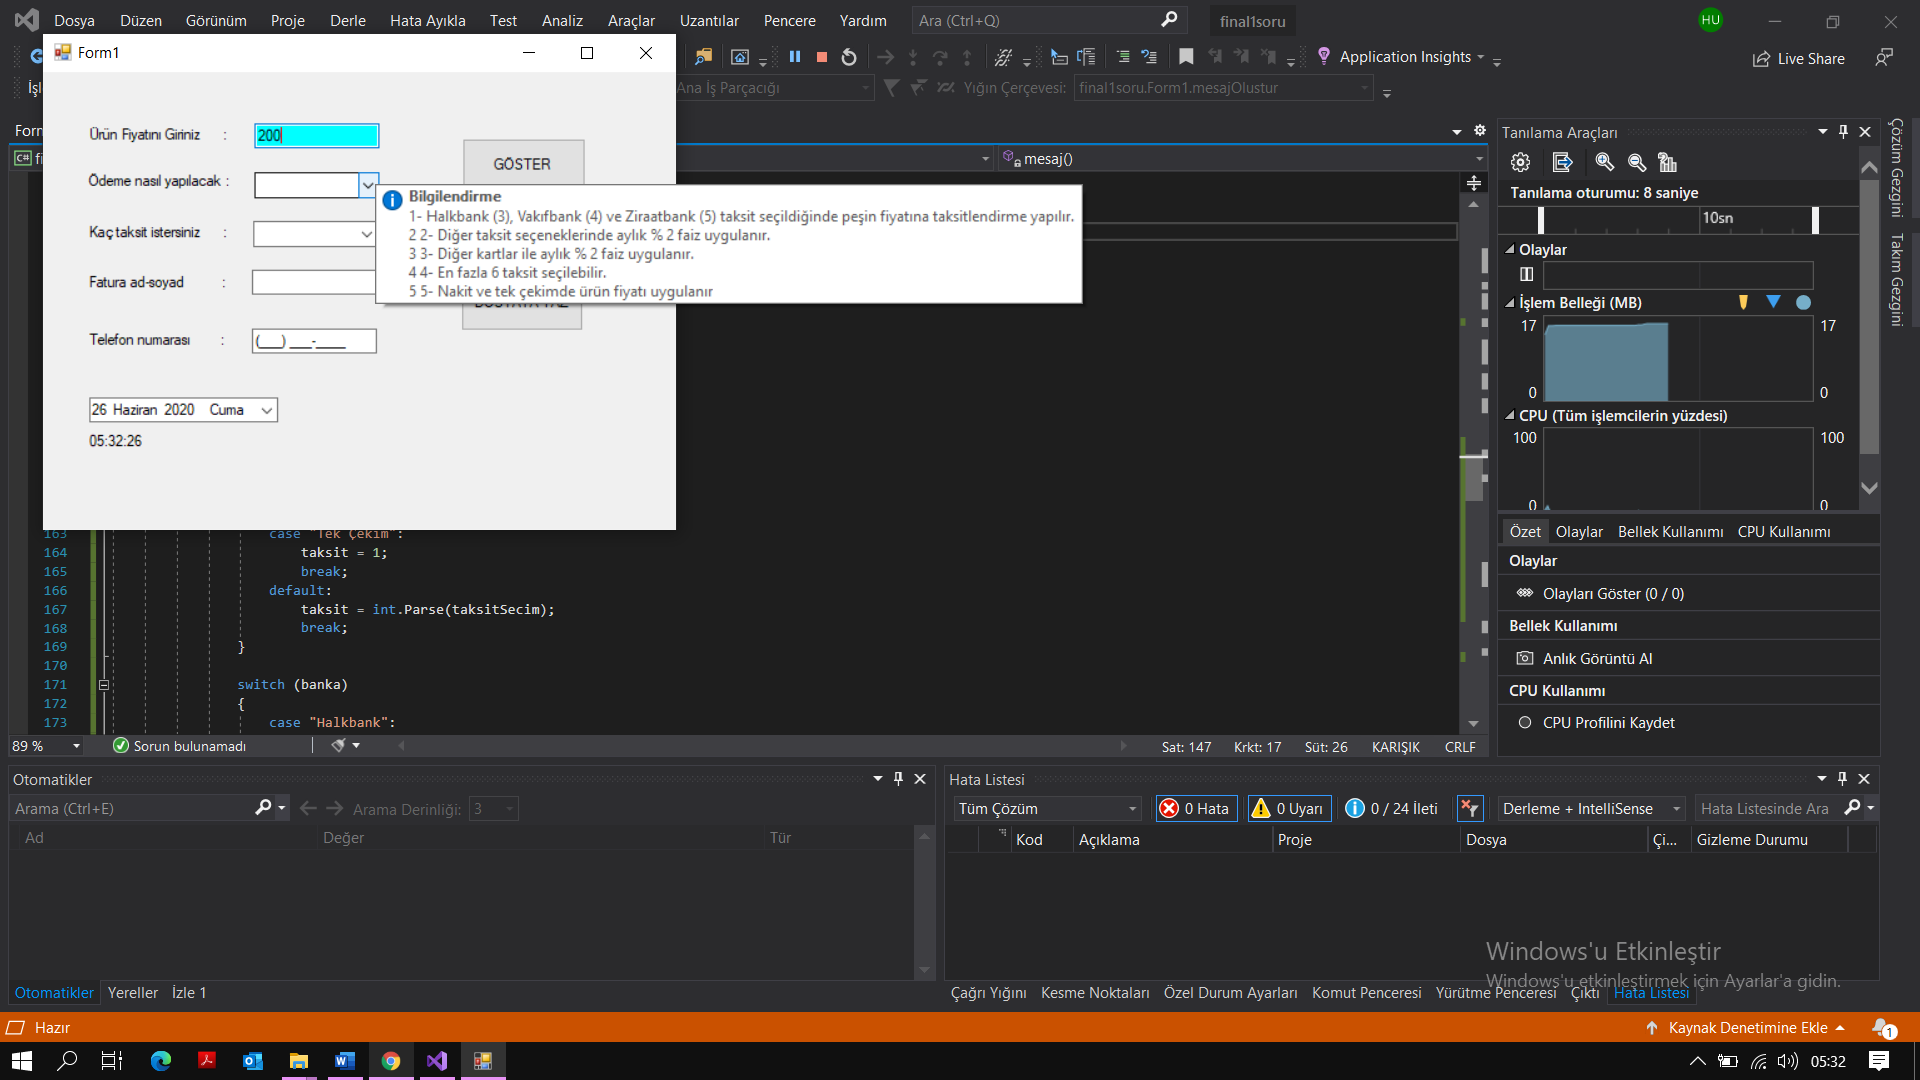 Dosya Düzen Görünüm Proje Derle Hata Ayıkla Test Analiz Araçlar Uzantılar Pencere Yardım Ara (Ctrl+Q) final1soru HU
Form1
Application Insights Live Share
Ana İş Parçacığı Yığın Çerçevesi: final1soru.Form1.mesajOlustur
mesaj()
Ürün Fiyatını Giriniz : 200
GÖSTER
Ödeme nasıl yapılacak :
Bilgilendirme
1- Halkbank (3), Vakıfbank (4) ve Ziraatbank (5) taksit seçildiğinde peşin fiyatına taksitlendirme yapılır.
2 2- Diğer taksit seçeneklerinde aylık % 2 faiz uygulanır.
3 3- Diğer kartlar ile aylık % 2 faiz uygulanır.
4 4- En fazla 6 taksit seçilebilir.
5 5- Nakit ve tek çekimde ürün fiyatı uygulanır
Kaç taksit istersiniz :
Fatura ad-soyad :
Telefon numarası : (___) ___-____
26 Haziran 2020 Cuma
05:32:26
163 case "Tek Çekim":
164 taksit = 1;
165 break;
166 default:
167 taksit = int.Parse(taksitSecim);
168 break;
169 }
170
171 switch (banka)
172 {
173 case "Halkbank":
89 % Sorun bulunamadı Sat: 147 Krkt: 17 Süt: 26 KARIŞIK CRLF
Tanılama Araçları
Tanılama oturumu: 8 saniye
10sn
Olaylar
İşlem Belleği (MB)
17 17
0 0
CPU (Tüm işlemcilerin yüzdesi)
100 100
0 0
Özet Olaylar Bellek Kullanımı CPU Kullanımı
Olaylar
Olayları Göster (0 / 0)
Bellek Kullanımı
Anlık Görüntü Al
CPU Kullanımı
CPU Profilini Kaydet
Çözüm Gezgini
Takım Gezgini
Otomatikler
Arama (Ctrl+E) Arama Derinliği: 3
Ad Değer Tür
Otomatikler Yereller İzle 1
Hata Listesi
Tüm Çözüm 0 Hata 0 Uyarı 0 / 24 İleti Derleme + IntelliSense Hata Listesinde Ara
Kod Açıklama Proje Dosya Çi... Gizleme Durumu
Windows'u Etkinleştir
Windows'u etkinleştirmek için Ayarlar'a gidin.
Çağrı Yığını Kesme Noktaları Özel Durum Ayarları Komut Penceresi Yürütme Penceresi Çıktı Hata Listesi
Hazır Kaynak Denetimine Ekle 1
05:32